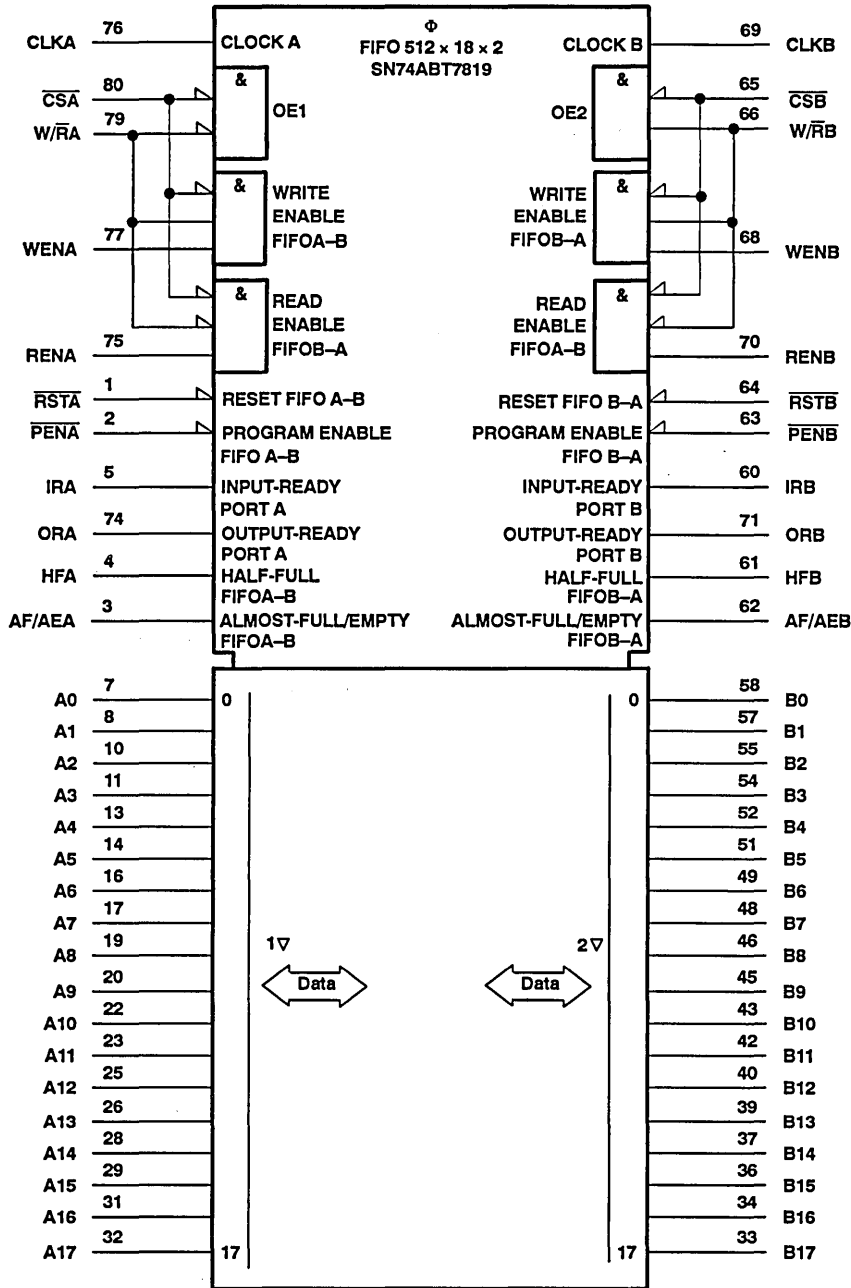 Φ
FIFO 512 × 18 × 2
SN74ABT7819
CLKA 76 CLOCK A CLOCK B 69 CLKB
CSA 80 & OE1 OE2 & 65 CSB
W/RA 79 66 W/RB
& WRITE WRITE &
ENABLE ENABLE
WENA 77 FIFOA–B FIFOB–A 68 WENB
& READ READ &
ENABLE ENABLE
RENA 75 FIFOB–A FIFOA–B 70 RENB
RSTA 1 RESET FIFO A–B RESET FIFO B–A 64 RSTB
PENA 2 PROGRAM ENABLE PROGRAM ENABLE 63 PENB
FIFO A–B FIFO B–A
IRA 5 INPUT-READY INPUT-READY 60 IRB
PORT A PORT B
ORA 74 OUTPUT-READY OUTPUT-READY 71 ORB
PORT A PORT B
HFA 4 HALF-FULL HALF-FULL 61 HFB
FIFOA–B FIFOB–A
AF/AEA 3 ALMOST-FULL/EMPTY ALMOST-FULL/EMPTY 62 AF/AEB
FIFOA–B FIFOB–A
A0 7 0 0 58 B0
A1 8 57 B1
A2 10 55 B2
A3 11 54 B3
A4 13 52 B4
A5 14 51 B5
A6 16 49 B6
A7 17 48 B7
A8 19 1▽ 2▽ 46 B8
A9 20 Data Data 45 B9
A10 22 43 B10
A11 23 42 B11
A12 25 40 B12
A13 26 39 B13
A14 28 37 B14
A15 29 36 B15
A16 31 34 B16
A17 32 17 17 33 B17